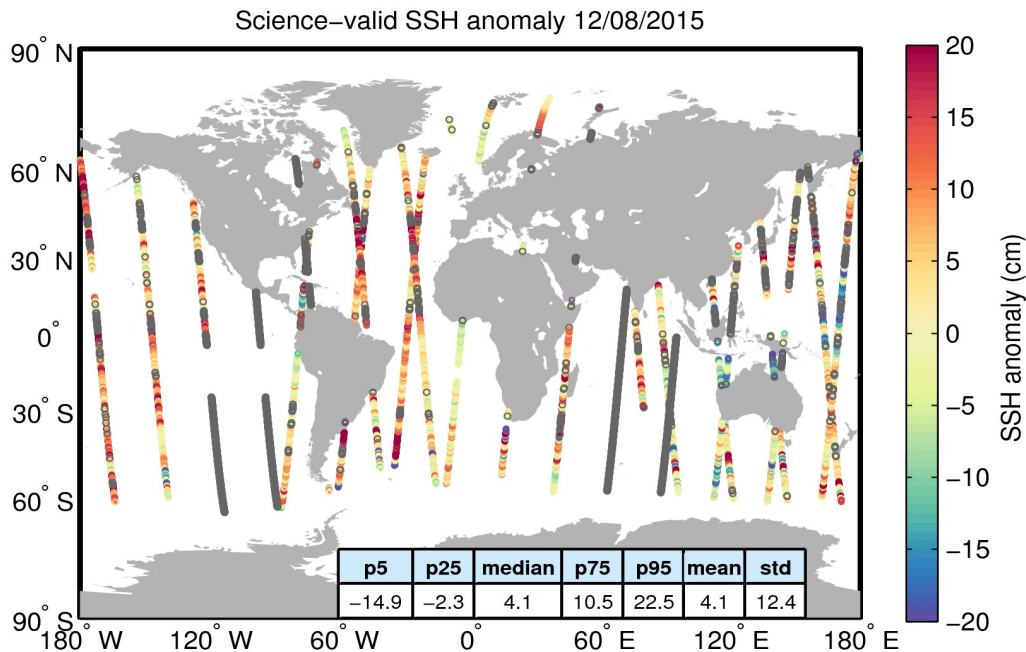 Science−valid SSH anomaly 12/08/2015
90° N
60° N
30° N
0°
30° S
60° S
90° S
180° W
120° W
60° W
0°
60° E
120° E
180° E
p5 p25 median p75 p95 mean std
−14.9 −2.3 4.1 10.5 22.5 4.1 12.4
20
15
10
5
0
−5
−10
−15
−20
SSH anomaly (cm)